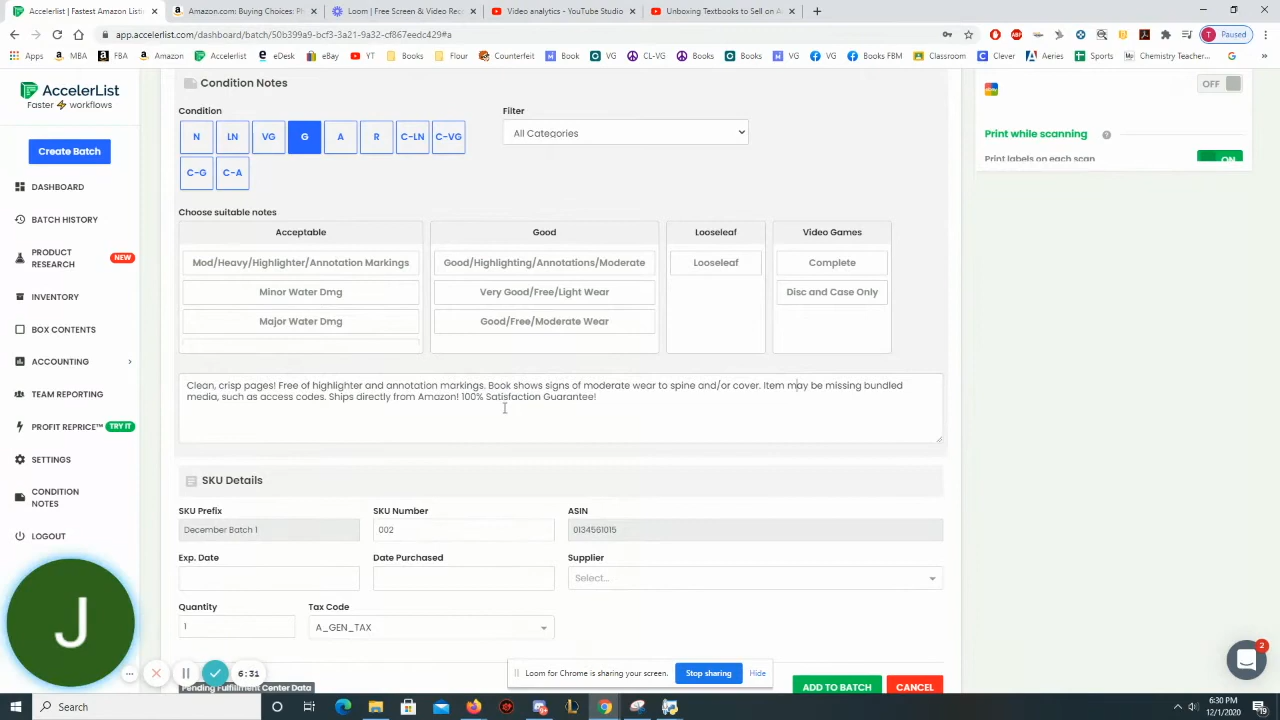 Accelerlist: Fastest Amazon Listi
Amazon.com: Buying Choices: Ph
Loom | Free Screen & Video Rec
Video analytics - YouTube Studio
Unboxing Textbooks to Sell on A
app.accelerlist.com/dashboard/batch/50b399a9-bcf3-3a21-9a32-cf867eedc429#a
T Paused
Apps MBA FBA Amazon Accelerlist eBay YT Books Flour Counterfeit Book VG CL-VG Books VG Books FBM Classroom Clever Aeries Sports Chemistry Teacher... »
AccelerList
Faster workflows
Create Batch
DASHBOARD
BATCH HISTORY
PRODUCT RESEARCH NEW
INVENTORY
BOX CONTENTS
ACCOUNTING
TEAM REPORTING
PROFIT REPRICE™ TRY IT
SETTINGS
CONDITION NOTES
LOGOUT
J
6:31
Condition Notes
Condition
Filter
N LN VG G A R C-LN C-VG
C-G C-A
All Categories
Choose suitable notes
Acceptable Good Looseleaf Video Games
Mod/Heavy/Highlighter/Annotation Markings Good/Highlighting/Annotations/Moderate Looseleaf Complete
Minor Water Dmg Very Good/Free/Light Wear Disc and Case Only
Major Water Dmg Good/Free/Moderate Wear
Clean, crisp pages! Free of highlighter and annotation markings. Book shows signs of moderate wear to spine and/or cover. Item may be missing bundled
media, such as access codes. Ships directly from Amazon! 100% Satisfaction Guarantee!
SKU Details
SKU Prefix SKU Number ASIN
December Batch 1 002 0134561015
Exp. Date Date Purchased Supplier
Select...
Quantity Tax Code
1 A_GEN_TAX
Pending Fulfillment Center Data
Loom for Chrome is sharing your screen. Stop sharing Hide
ADD TO BATCH CANCEL
OFF
Print while scanning ?
Print labels on each scan ON
2
Search
6:30 PM
12/1/2020